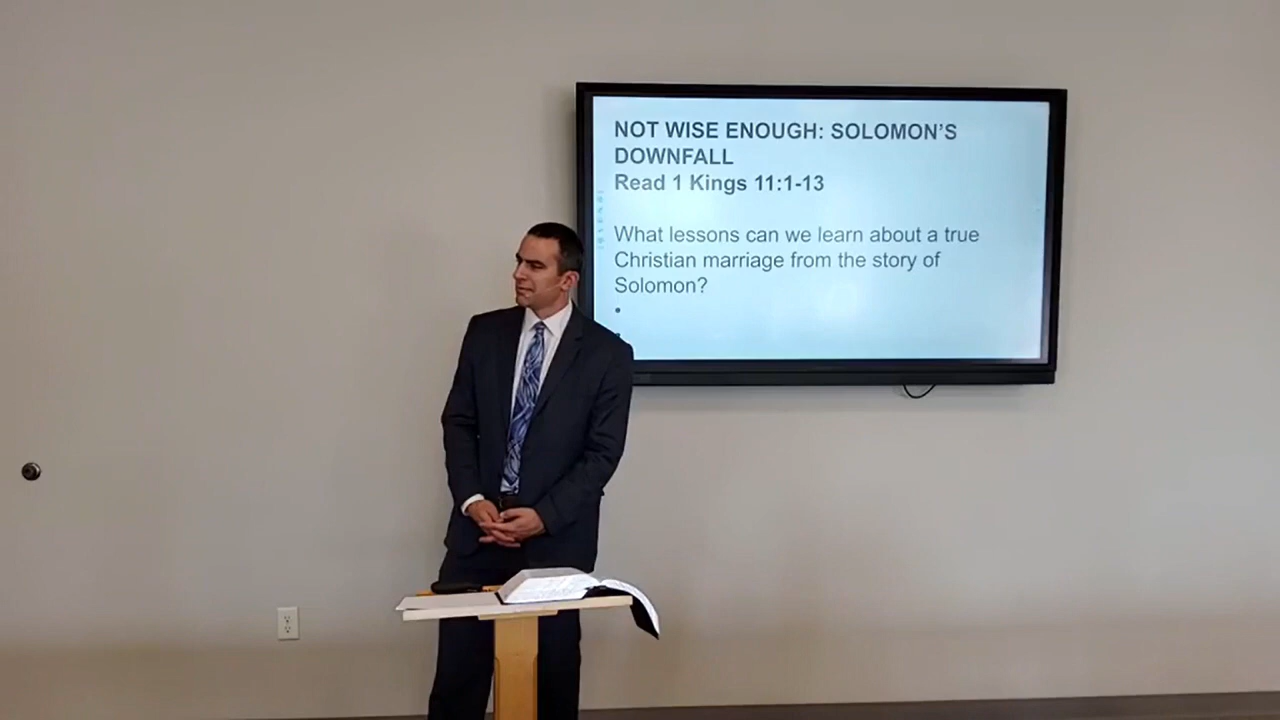 NOT WISE ENOUGH: SOLOMON'S
DOWNFALL
Read 1 Kings 11:1-13
What lessons can we learn about a true
Christian marriage from the story of
Solomon?